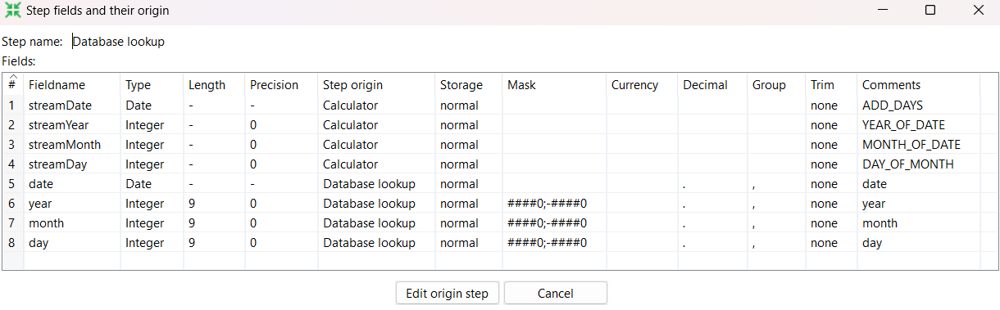 Step fields and their origin
Step name: Database lookup
Fields:
# Fieldname Type Length Precision Step origin Storage Mask Currency Decimal Group Trim Comments
1 streamDate Date - - Calculator normal none ADD_DAYS
2 streamYear Integer - 0 Calculator normal none YEAR_OF_DATE
3 streamMonth Integer - 0 Calculator normal none MONTH_OF_DATE
4 streamDay Integer - 0 Calculator normal none DAY_OF_MONTH
5 date Date - - Database lookup normal . , none date
6 year Integer 9 0 Database lookup normal ####0;-####0 . , none year
7 month Integer 9 0 Database lookup normal ####0;-####0 . , none month
8 day Integer 9 0 Database lookup normal ####0;-####0 . , none day
Edit origin step Cancel